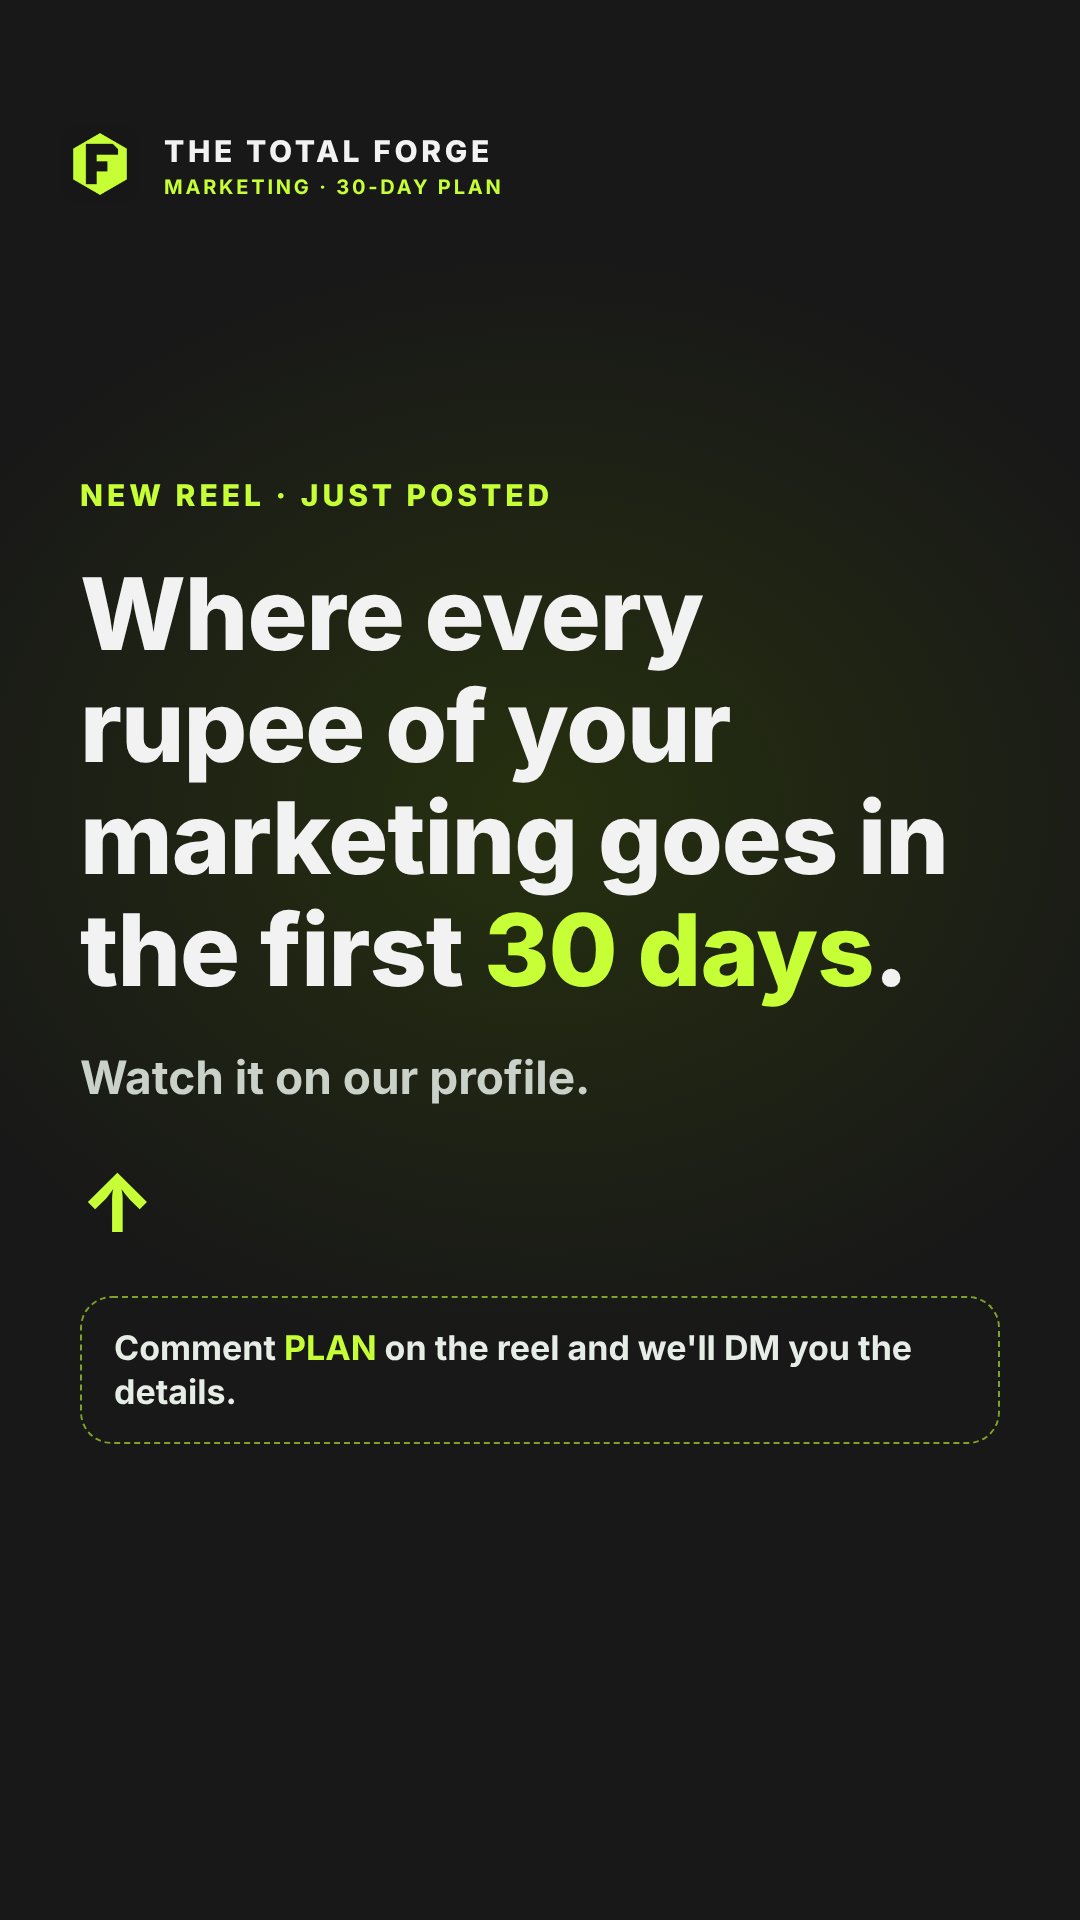 THE TOTAL FORGE
MARKETING · 30-DAY PLAN
NEW REEL · JUST POSTED
Where every
rupee of your
marketing goes in
the first 30 days.
Watch it on our profile.
↑
Comment PLAN on the reel and we'll DM you the
details.